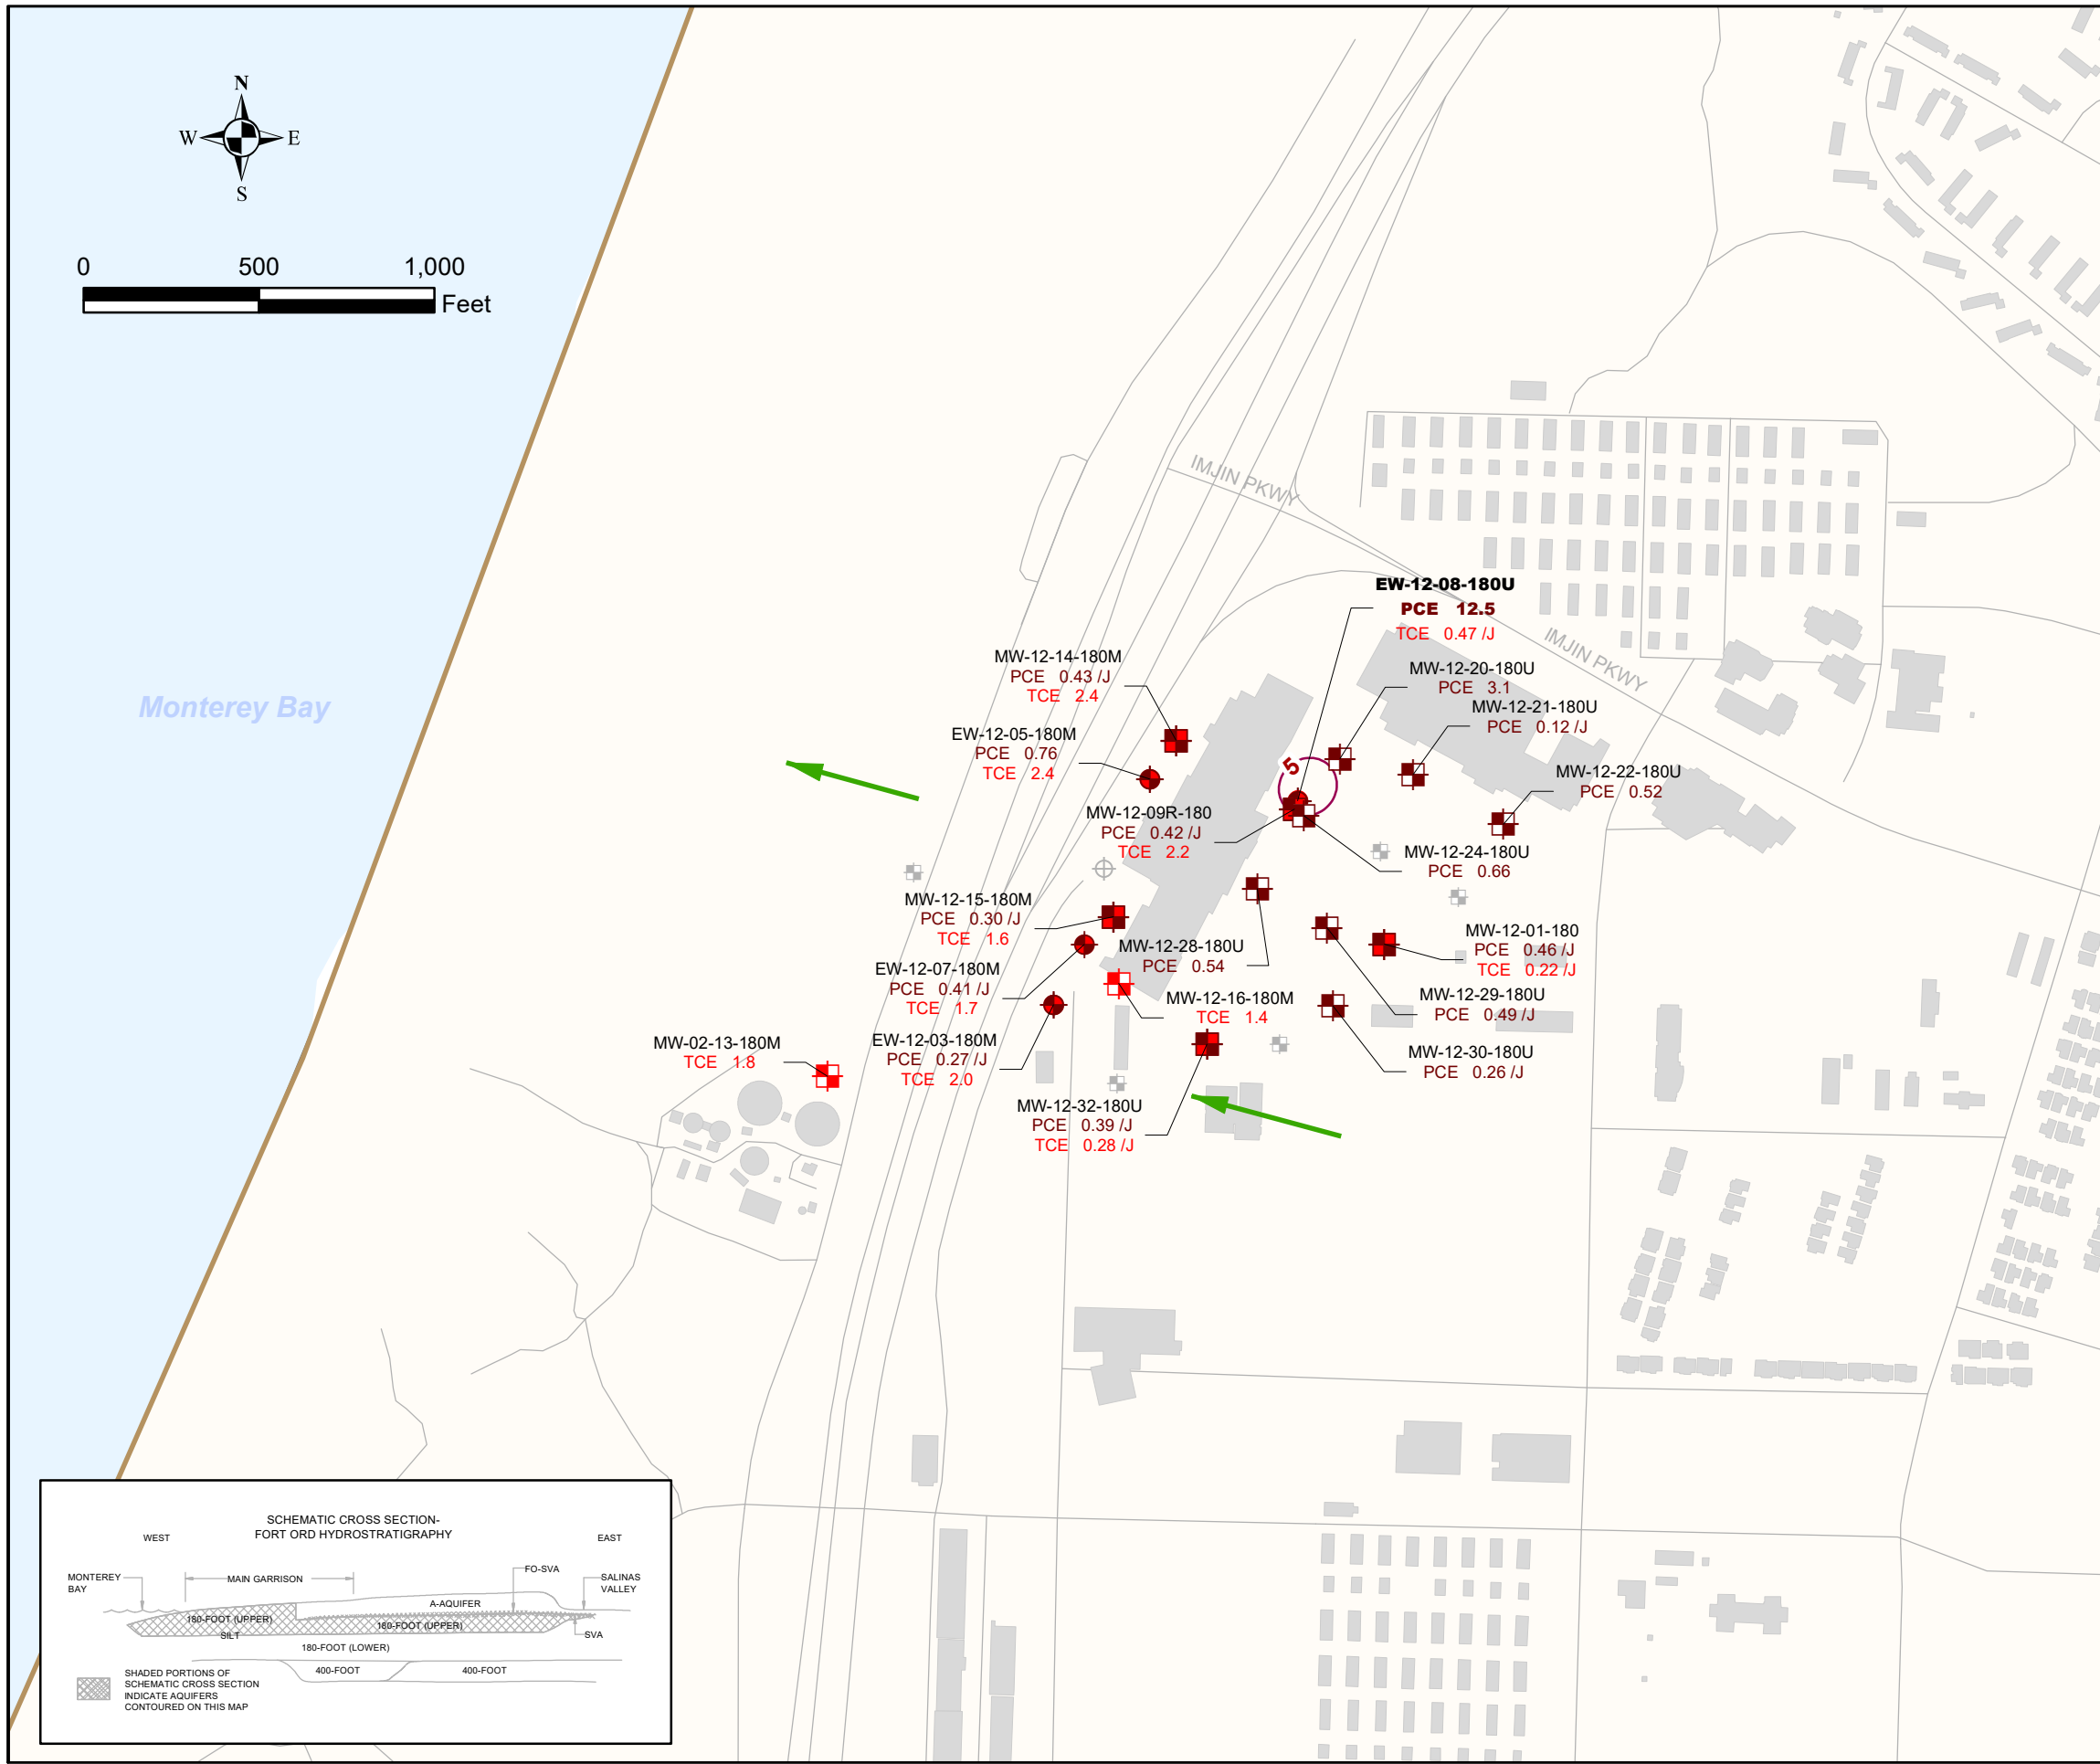 N
W E
S
0 500 1,000
Feet
Monterey Bay
IMJIN PKWY
IMJIN PKWY
EW-12-08-180U
PCE 12.5
TCE 0.47 /J
MW-12-14-180M
PCE 0.43 /J
TCE 2.4
MW-12-20-180U
PCE 3.1
MW-12-21-180U
PCE 0.12 /J
EW-12-05-180M
PCE 0.76
TCE 2.4
5
MW-12-22-180U
PCE 0.52
MW-12-09R-180
PCE 0.42 /J
TCE 2.2
MW-12-24-180U
PCE 0.66
MW-12-15-180M
PCE 0.30 /J
TCE 1.6
MW-12-28-180U
PCE 0.54
MW-12-01-180
PCE 0.46 /J
TCE 0.22 /J
EW-12-07-180M
PCE 0.41 /J
TCE 1.7
MW-12-16-180M
TCE 1.4
MW-12-29-180U
PCE 0.49 /J
MW-02-13-180M
TCE 1.8
EW-12-03-180M
PCE 0.27 /J
TCE 2.0
MW-12-30-180U
PCE 0.26 /J
MW-12-32-180U
PCE 0.39 /J
TCE 0.28 /J
SCHEMATIC CROSS SECTION-
FORT ORD HYDROSTRATIGRAPHY
WEST EAST
MONTEREY
BAY
MAIN GARRISON
FO-SVA
SALINAS
VALLEY
A-AQUIFER
180-FOOT (UPPER)
180-FOOT (UPPER)
SILT
SVA
180-FOOT (LOWER)
400-FOOT 400-FOOT
SHADED PORTIONS OF
SCHEMATIC CROSS SECTION
INDICATE AQUIFERS
CONTOURED ON THIS MAP